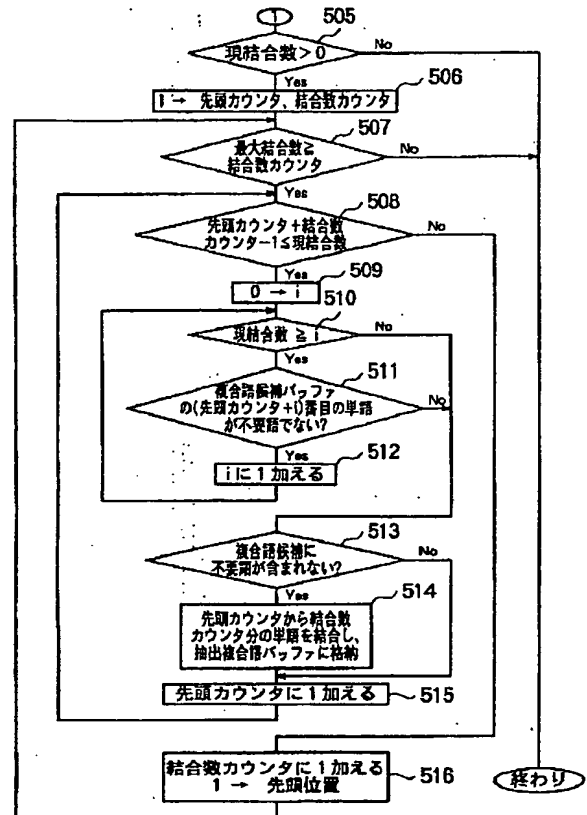 1
505
現結合数>0
No
Yes
506
1 → 先頭カウンタ、結合数カウンタ
507
最大結合数≧
結合数カウンタ
No
Yes
508
先頭カウンタ+結合数
カウンター1≤現結合数
No
Yes
509
0 → i
510
現結合数 ≧ i
No
Yes
511
複合語候補バッファ
の(先頭カウンタ+i)番目の単語
が不要語でない?
No
Yes
512
iに1加える
513
複合語候補に
不要語が含まれない?
No
Yes
514
先頭カウンタから結合数
カウンタ分の単語を結合し、
抽出複合語バッファに格納
先頭カウンタに1加える
515
結合数カウンタに1加える
1 → 先頭位置
516
終わり